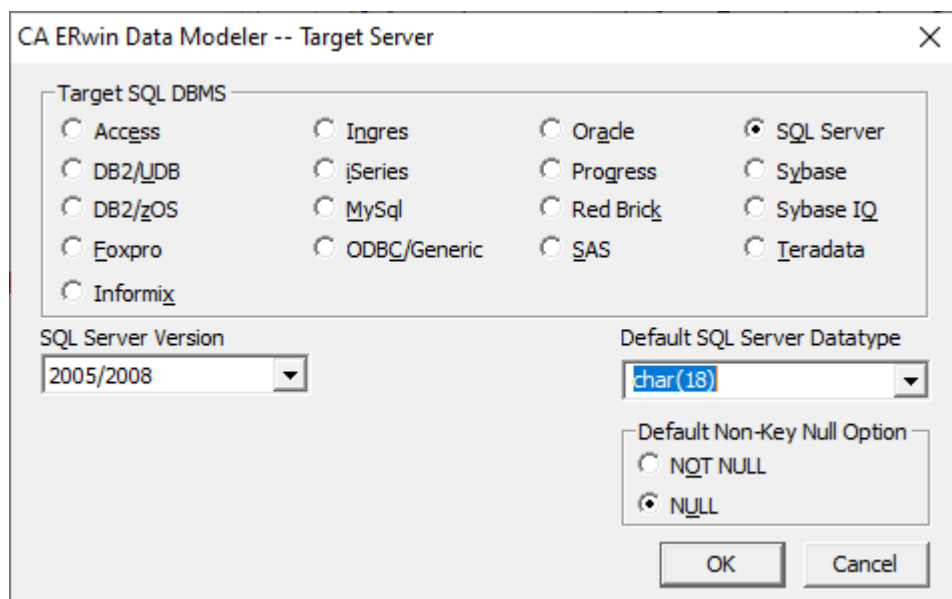 CA ERwin Data Modeler -- Target Server
Target SQL DBMS
Access Ingres Oracle SQL Server
DB2/UDB iSeries Progress Sybase
DB2/zOS MySql Red Brick Sybase IQ
Foxpro ODBC/Generic SAS Teradata
Informix
SQL Server Version Default SQL Server Datatype
2005/2008 char(18)
Default Non-Key Null Option
NOT NULL
NULL
OK Cancel